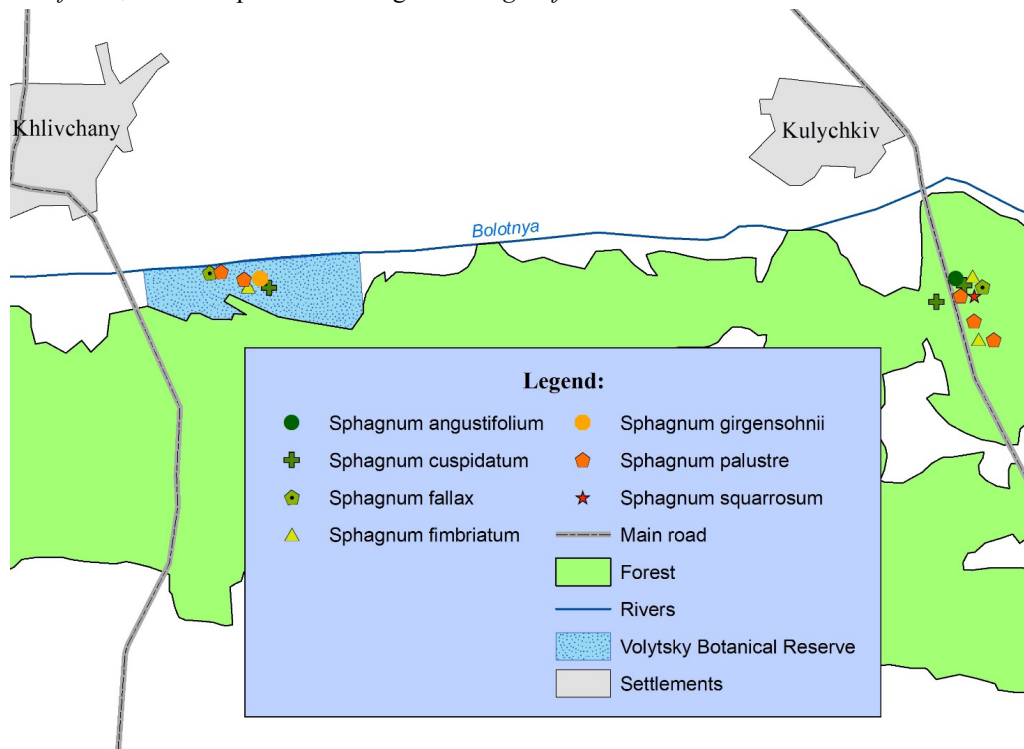 Khlivchany
Kulychkiv
Bolotnya
Legend:
Sphagnum angustifolium
Sphagnum cuspidatum
Sphagnum fallax
Sphagnum fimbriatum
Sphagnum girgensohnii
Sphagnum palustre
Sphagnum squarrosum
Main road
Forest
Rivers
Volytsky Botanical Reserve
Settlements